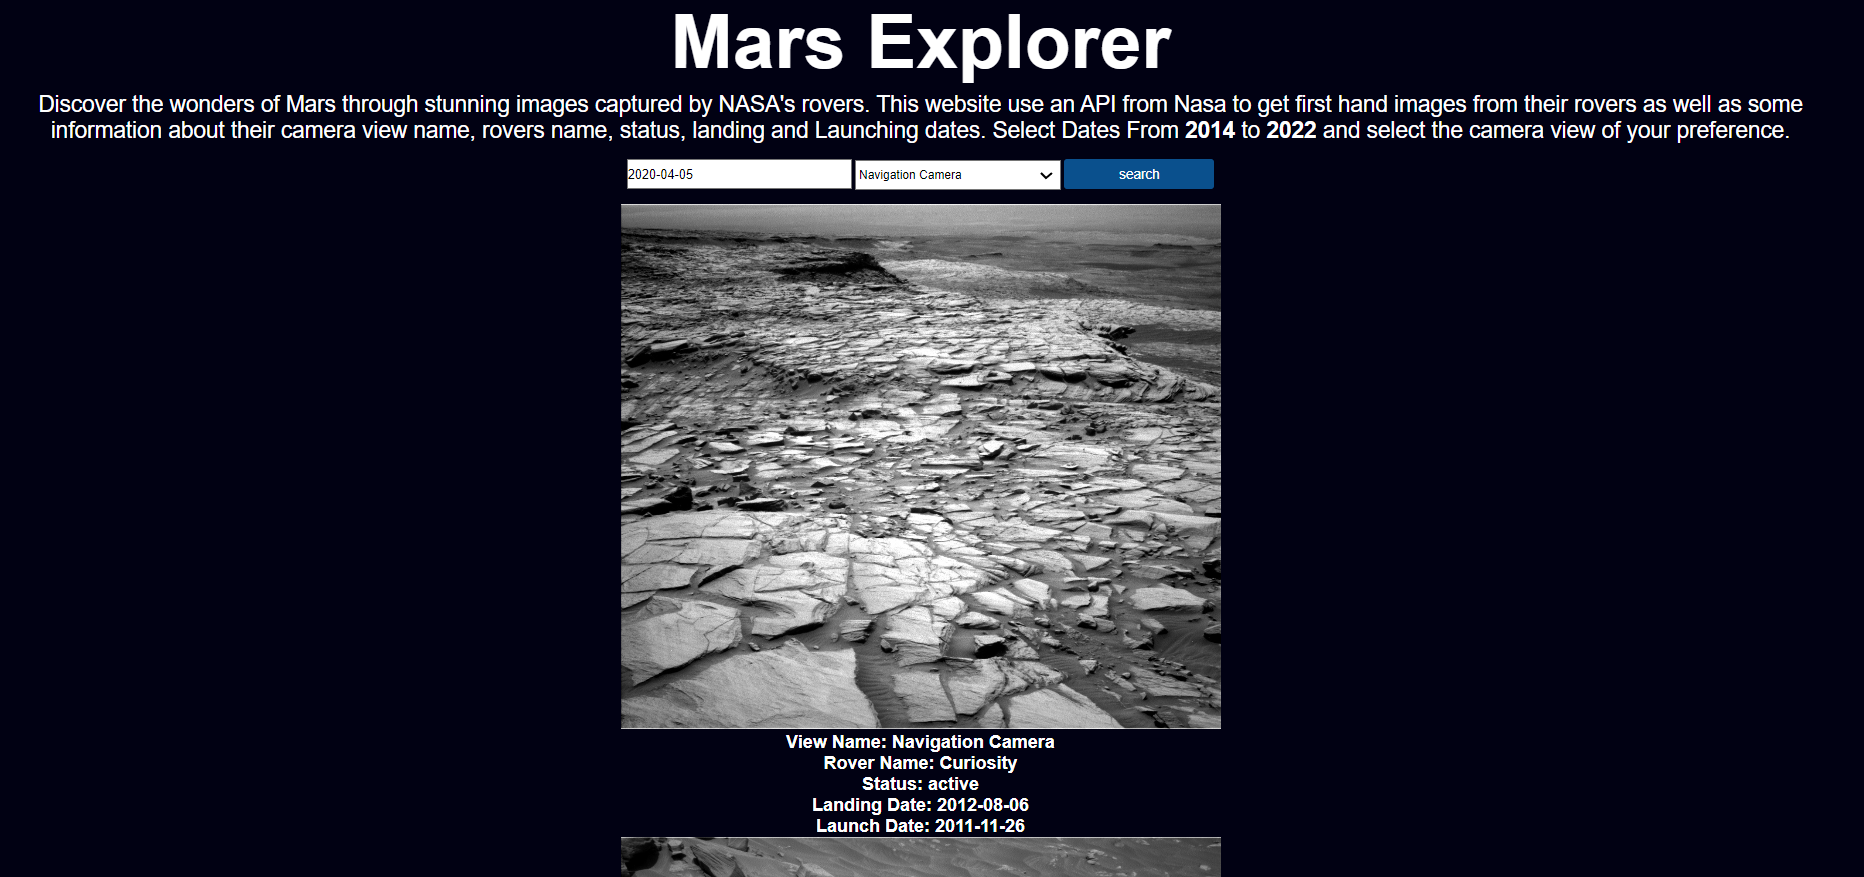 Mars Explorer
Discover the wonders of Mars through stunning images captured by NASA's rovers. This website use an API from Nasa to get first hand images from their rovers as well as some
information about their camera view name, rovers name, status, landing and Launching dates. Select Dates From 2014 to 2022 and select the camera view of your preference.
2020-04-05 Navigation Camera search
View Name: Navigation Camera
Rover Name: Curiosity
Status: active
Landing Date: 2012-08-06
Launch Date: 2011-11-26